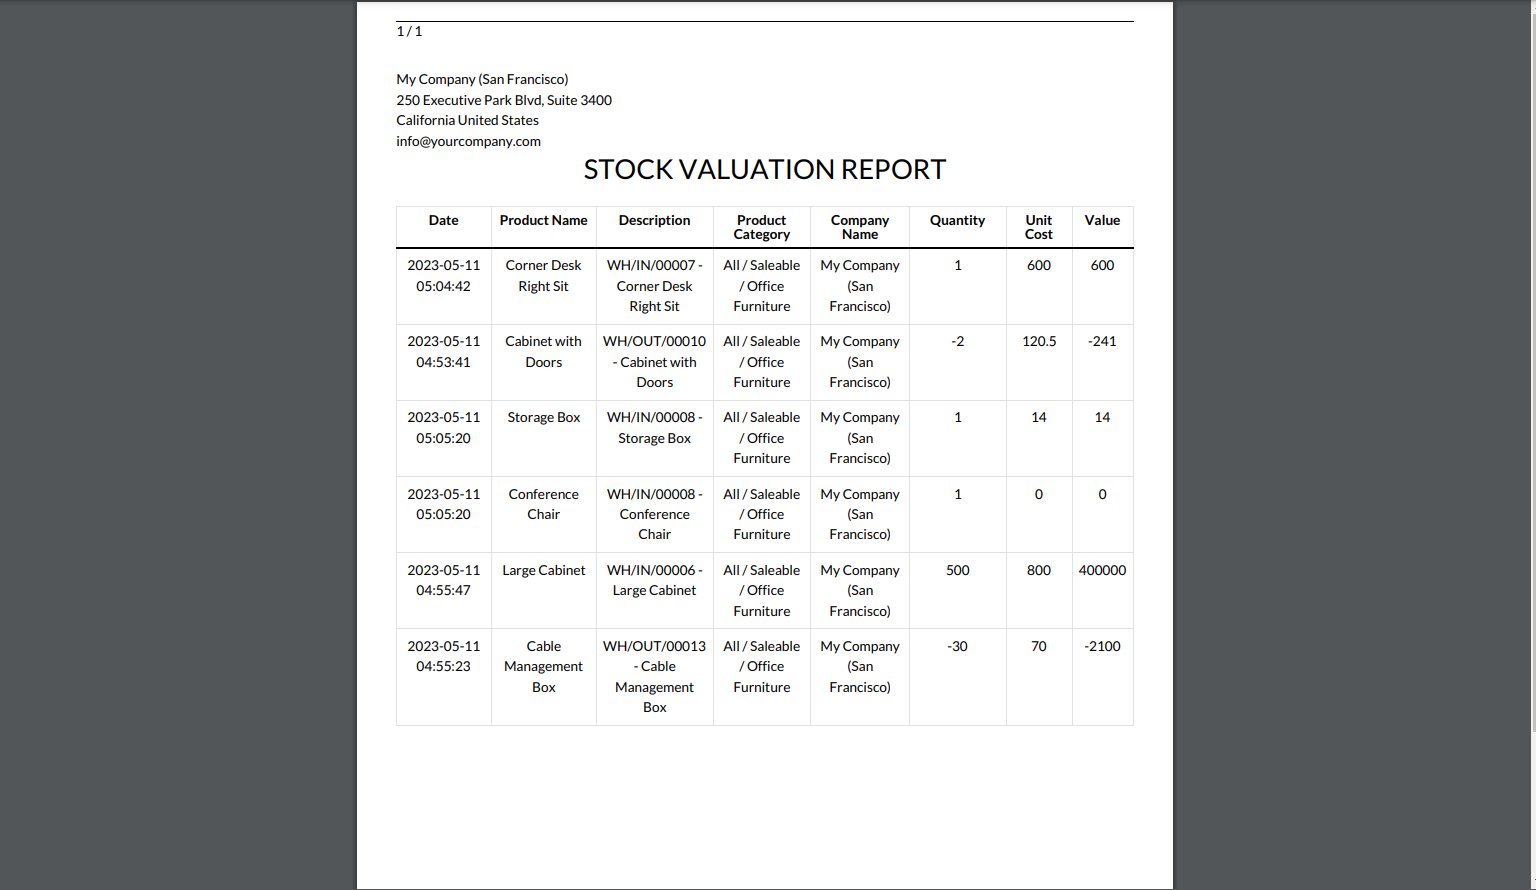 1 / 1
My Company (San Francisco)
250 Executive Park Blvd, Suite 3400
California United States
info@yourcompany.com
STOCK VALUATION REPORT
Date Product Name Description Product Category Company Name Quantity Unit Cost Value
2023-05-11 05:04:42 Corner Desk Right Sit WH/IN/00007 - Corner Desk Right Sit All / Saleable / Office Furniture My Company (San Francisco) 1 600 600
2023-05-11 04:53:41 Cabinet with Doors WH/OUT/00010 - Cabinet with Doors All / Saleable / Office Furniture My Company (San Francisco) -2 120.5 -241
2023-05-11 05:05:20 Storage Box WH/IN/00008 - Storage Box All / Saleable / Office Furniture My Company (San Francisco) 1 14 14
2023-05-11 05:05:20 Conference Chair WH/IN/00008 - Conference Chair All / Saleable / Office Furniture My Company (San Francisco) 1 0 0
2023-05-11 04:55:47 Large Cabinet WH/IN/00006 - Large Cabinet All / Saleable / Office Furniture My Company (San Francisco) 500 800 400000
2023-05-11 04:55:23 Cable Management Box WH/OUT/00013 - Cable Management Box All / Saleable / Office Furniture My Company (San Francisco) -30 70 -2100